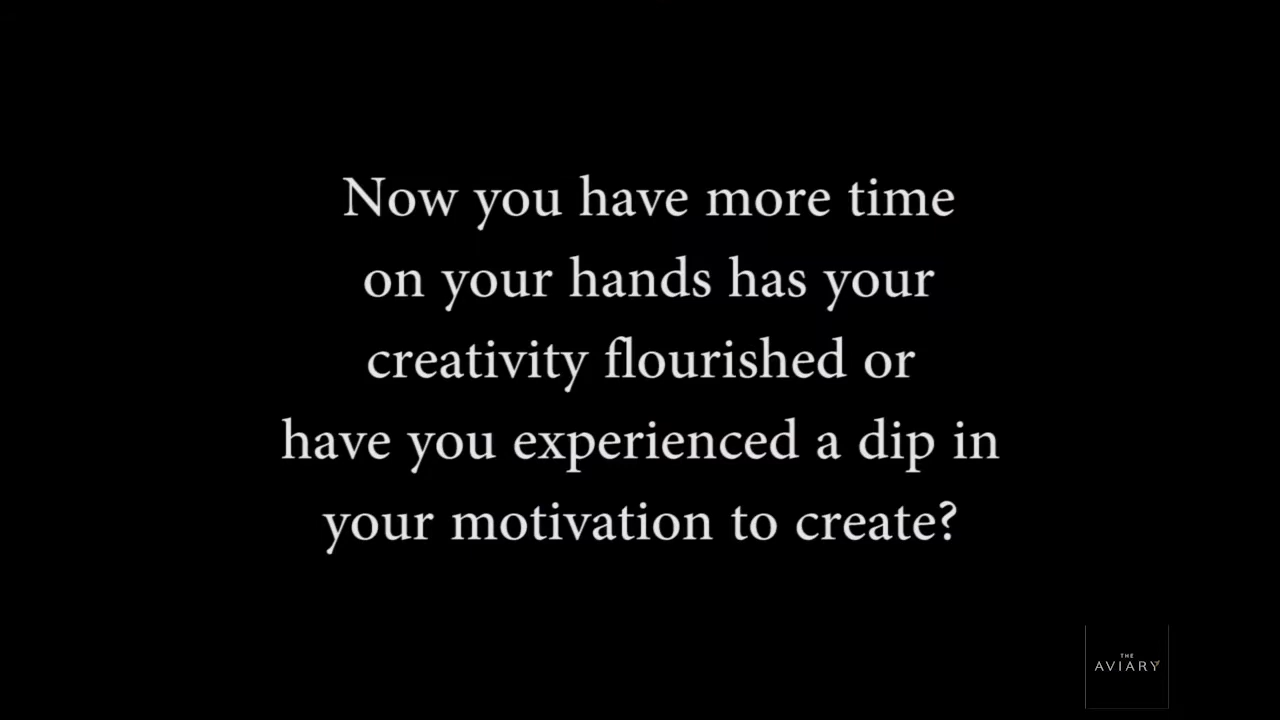 Now you have more time
on your hands has your
creativity flourished or
have you experienced a dip in
your motivation to create?
THE
AVIARY